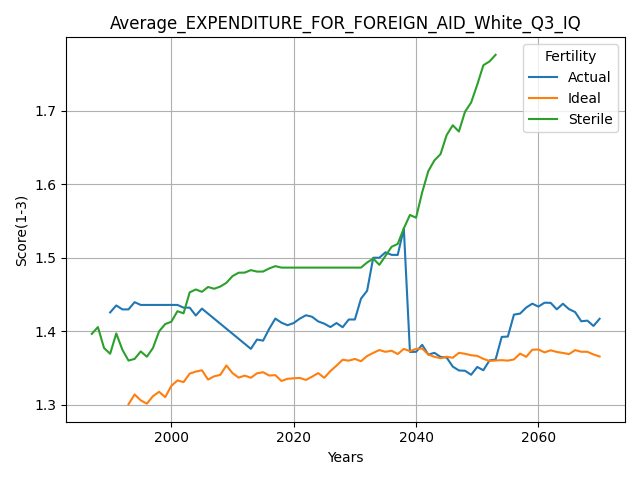 Average_EXPENDITURE_FOR_FOREIGN_AID_White_Q3_IQ
Fertility
Actual
Ideal
Sterile
Score(1-3)
1.7
1.6
1.5
1.4
1.3
2000 2020 2040 2060
Years